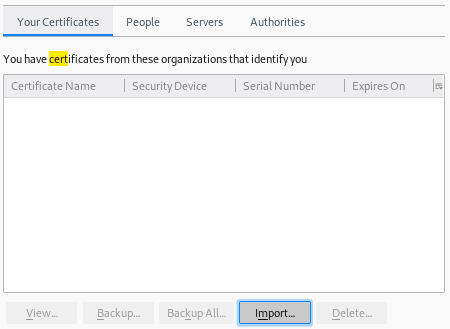 Your Certificates People Servers Authorities
You have certificates from these organizations that identify you
Certificate Name Security Device Serial Number Expires On
View... Backup... Backup All... Import... Delete...